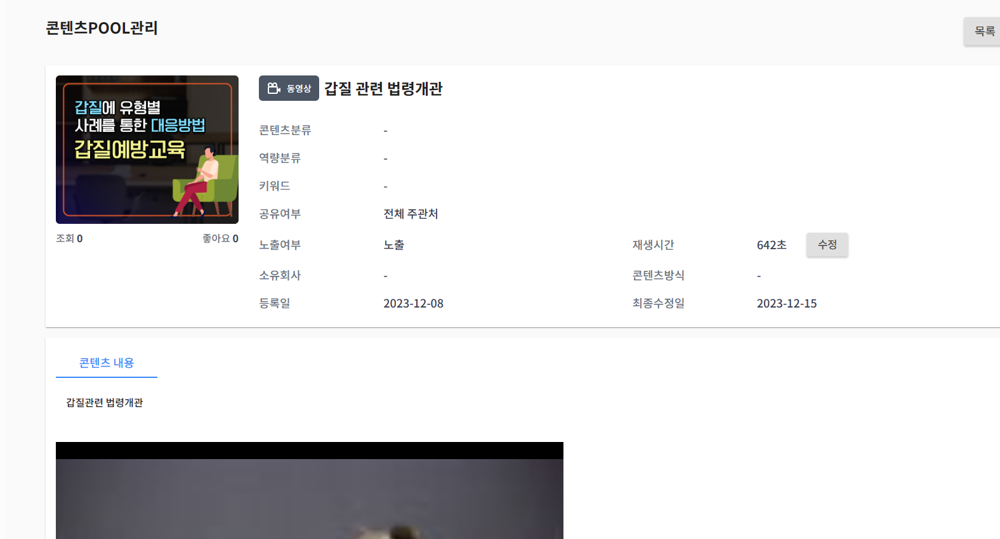 콘텐츠POOL관리
목록
갑질에 유형별
사례를 통한 대응방법
갑질예방교육
조회 0
좋아요 0
동영상
갑질 관련 법령개관
콘텐츠분류 -
역량분류 -
키워드 -
공유여부 전체 주관처
노출여부 노출 재생시간 642초 수정
소유회사 - 콘텐츠방식 -
등록일 2023-12-08 최종수정일 2023-12-15
콘텐츠 내용
갑질관련 법령개관